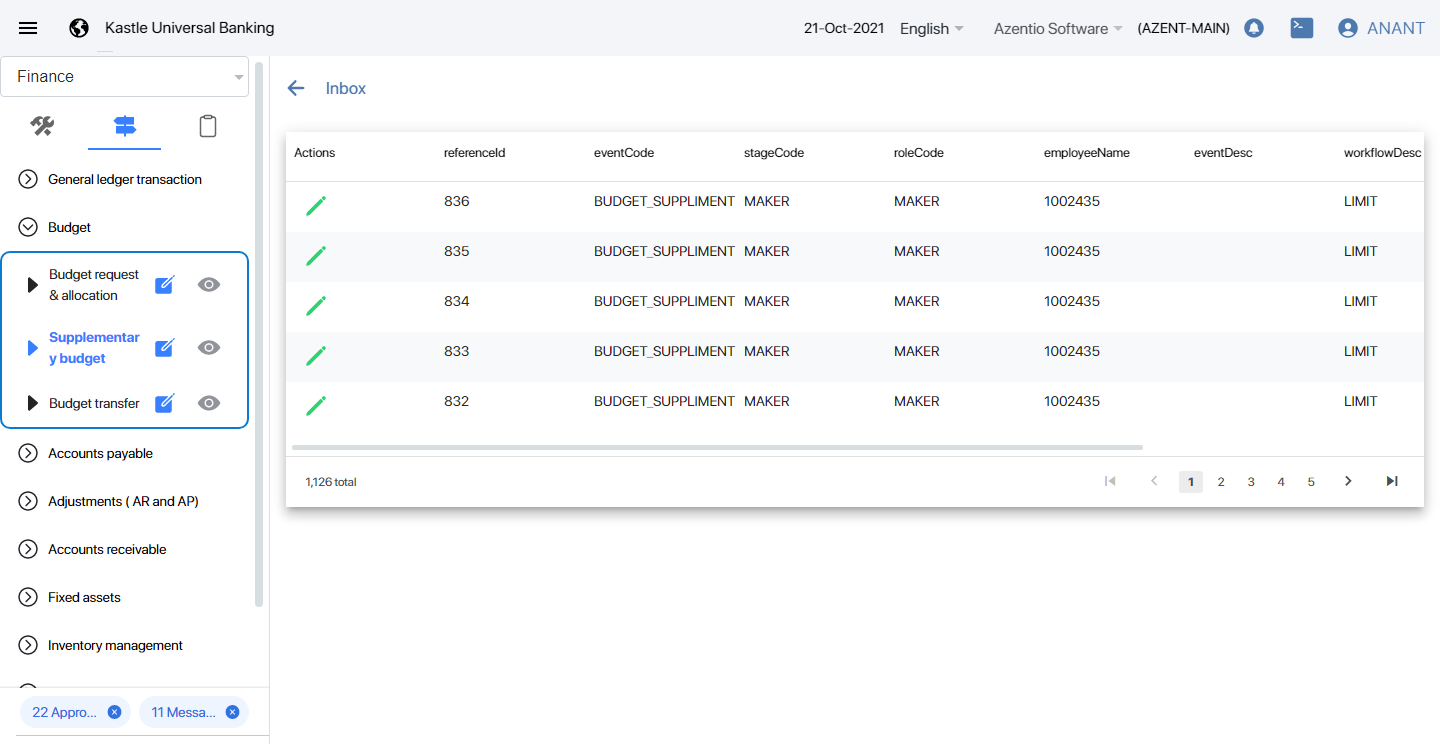 Kastle Universal Banking
21-Oct-2021 English Azentio Software (AZENT-MAIN) ANANT
Finance
General ledger transaction
Budget
Budget request
& allocation
Supplementar
y budget
Budget transfer
Accounts payable
Adjustments ( AR and AP)
Accounts receivable
Fixed assets
Inventory management
22 Appro... 11 Messa...
Inbox
Actions referenceId eventCode stageCode roleCode employeeName eventDesc workflowDesc
836 BUDGET_SUPPLIMENT MAKER MAKER 1002435 LIMIT
835 BUDGET_SUPPLIMENT MAKER MAKER 1002435 LIMIT
834 BUDGET_SUPPLIMENT MAKER MAKER 1002435 LIMIT
833 BUDGET_SUPPLIMENT MAKER MAKER 1002435 LIMIT
832 BUDGET_SUPPLIMENT MAKER MAKER 1002435 LIMIT
1,126 total 1 2 3 4 5